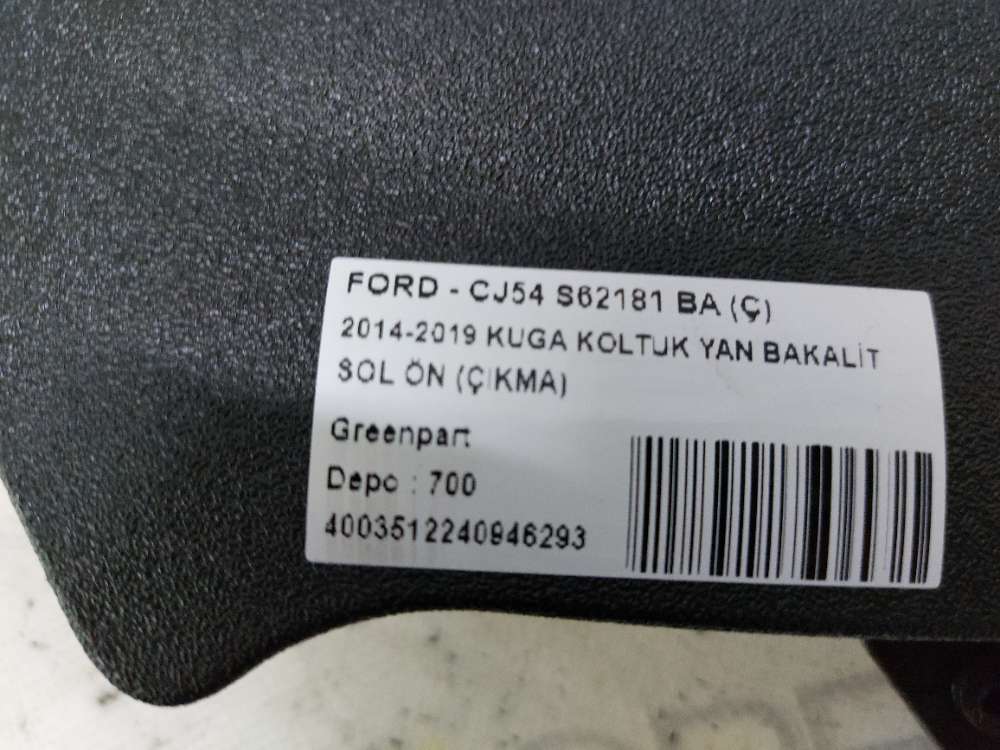 FORD - CJ54 S62181 BA (Ç)
2014-2019 KUGA KOLTUK YAN BAKALİT
SOL ÖN (ÇIKMA)
Greenpart
Depo : 700
4003512240946293